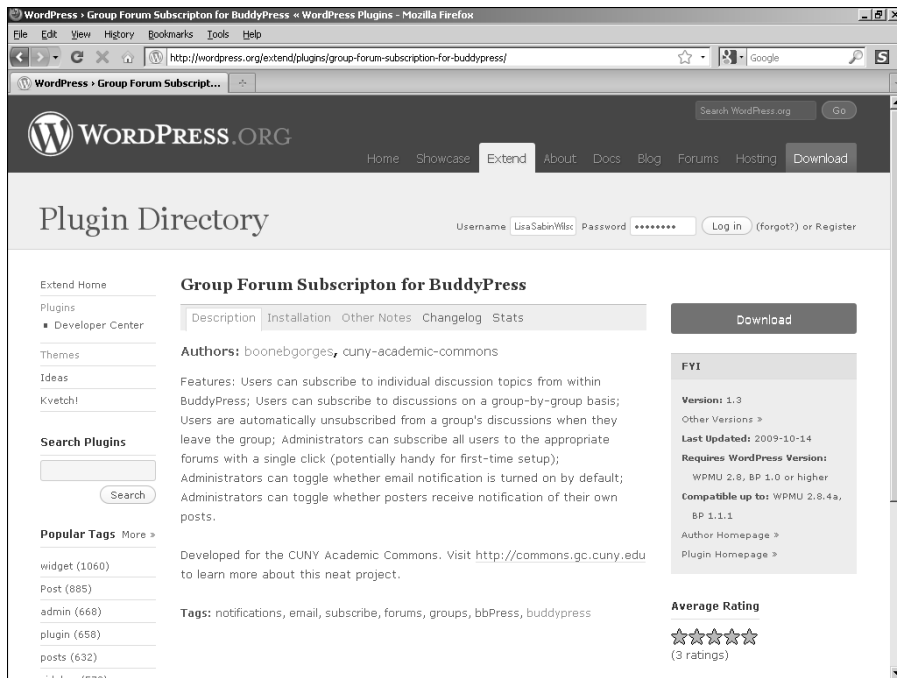 WordPress › Group Forum Subscripton for BuddyPress « WordPress Plugins - Mozilla Firefox
File Edit View History Bookmarks Tools Help
http://wordpress.org/extend/plugins/group-forum-subscription-for-buddypress/
Google
WordPress › Group Forum Subscript...
Search WordPress.org
Go
WORDPRESS.ORG
Home Showcase Extend About Docs Blog Forums Hosting Download
Plugin Directory
Username LisaSabinWilsc Password •••••••• Log in (forgot?) or Register
Extend Home
Plugins
Developer Center
Themes
Ideas
Kvetch!
Search Plugins
Search
Popular Tags More »
widget (1060)
Post (885)
admin (668)
plugin (658)
posts (632)
Group Forum Subscripton for BuddyPress
Description Installation Other Notes Changelog Stats
Authors: boonebgorges, cuny-academic-commons
Features: Users can subscribe to individual discussion topics from within
BuddyPress; Users can subscribe to discussions on a group-by-group basis;
Users are automatically unsubscribed from a group's discussions when they
leave the group; Administrators can subscribe all users to the appropriate
forums with a single click (potentially handy for first-time setup);
Administrators can toggle whether email notification is turned on by default;
Administrators can toggle whether posters receive notification of their own
posts.
Developed for the CUNY Academic Commons. Visit http://commons.gc.cuny.edu
to learn more about this neat project.
Tags: notifications, email, subscribe, forums, groups, bbPress, buddypress
Download
FYI
Version: 1.3
Other Versions »
Last Updated: 2009-10-14
Requires WordPress Version:
WPMU 2.8, BP 1.0 or higher
Compatible up to: WPMU 2.8.4a,
BP 1.1.1
Author Homepage »
Plugin Homepage »
Average Rating
(3 ratings)